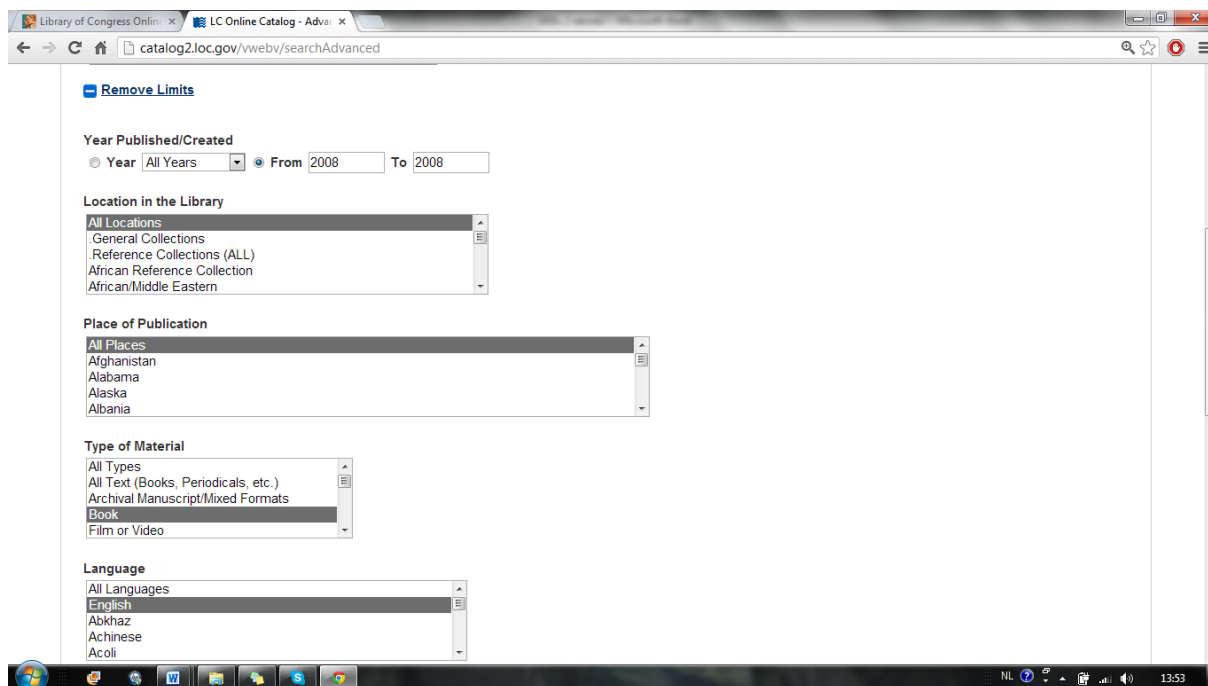 Library of Congress Onlin × LC Online Catalog - Advan ×
catalog2.loc.gov/vwebv/searchAdvanced
Remove Limits
Year Published/Created
Year All Years From 2008 To 2008
Location in the Library
All Locations
.General Collections
.Reference Collections (ALL)
African Reference Collection
African/Middle Eastern
Place of Publication
All Places
Afghanistan
Alabama
Alaska
Albania
Type of Material
All Types
All Text (Books, Periodicals, etc.)
Archival Manuscript/Mixed Formats
Book
Film or Video
Language
All Languages
English
Abkhaz
Achinese
Acoli
NL 13:53